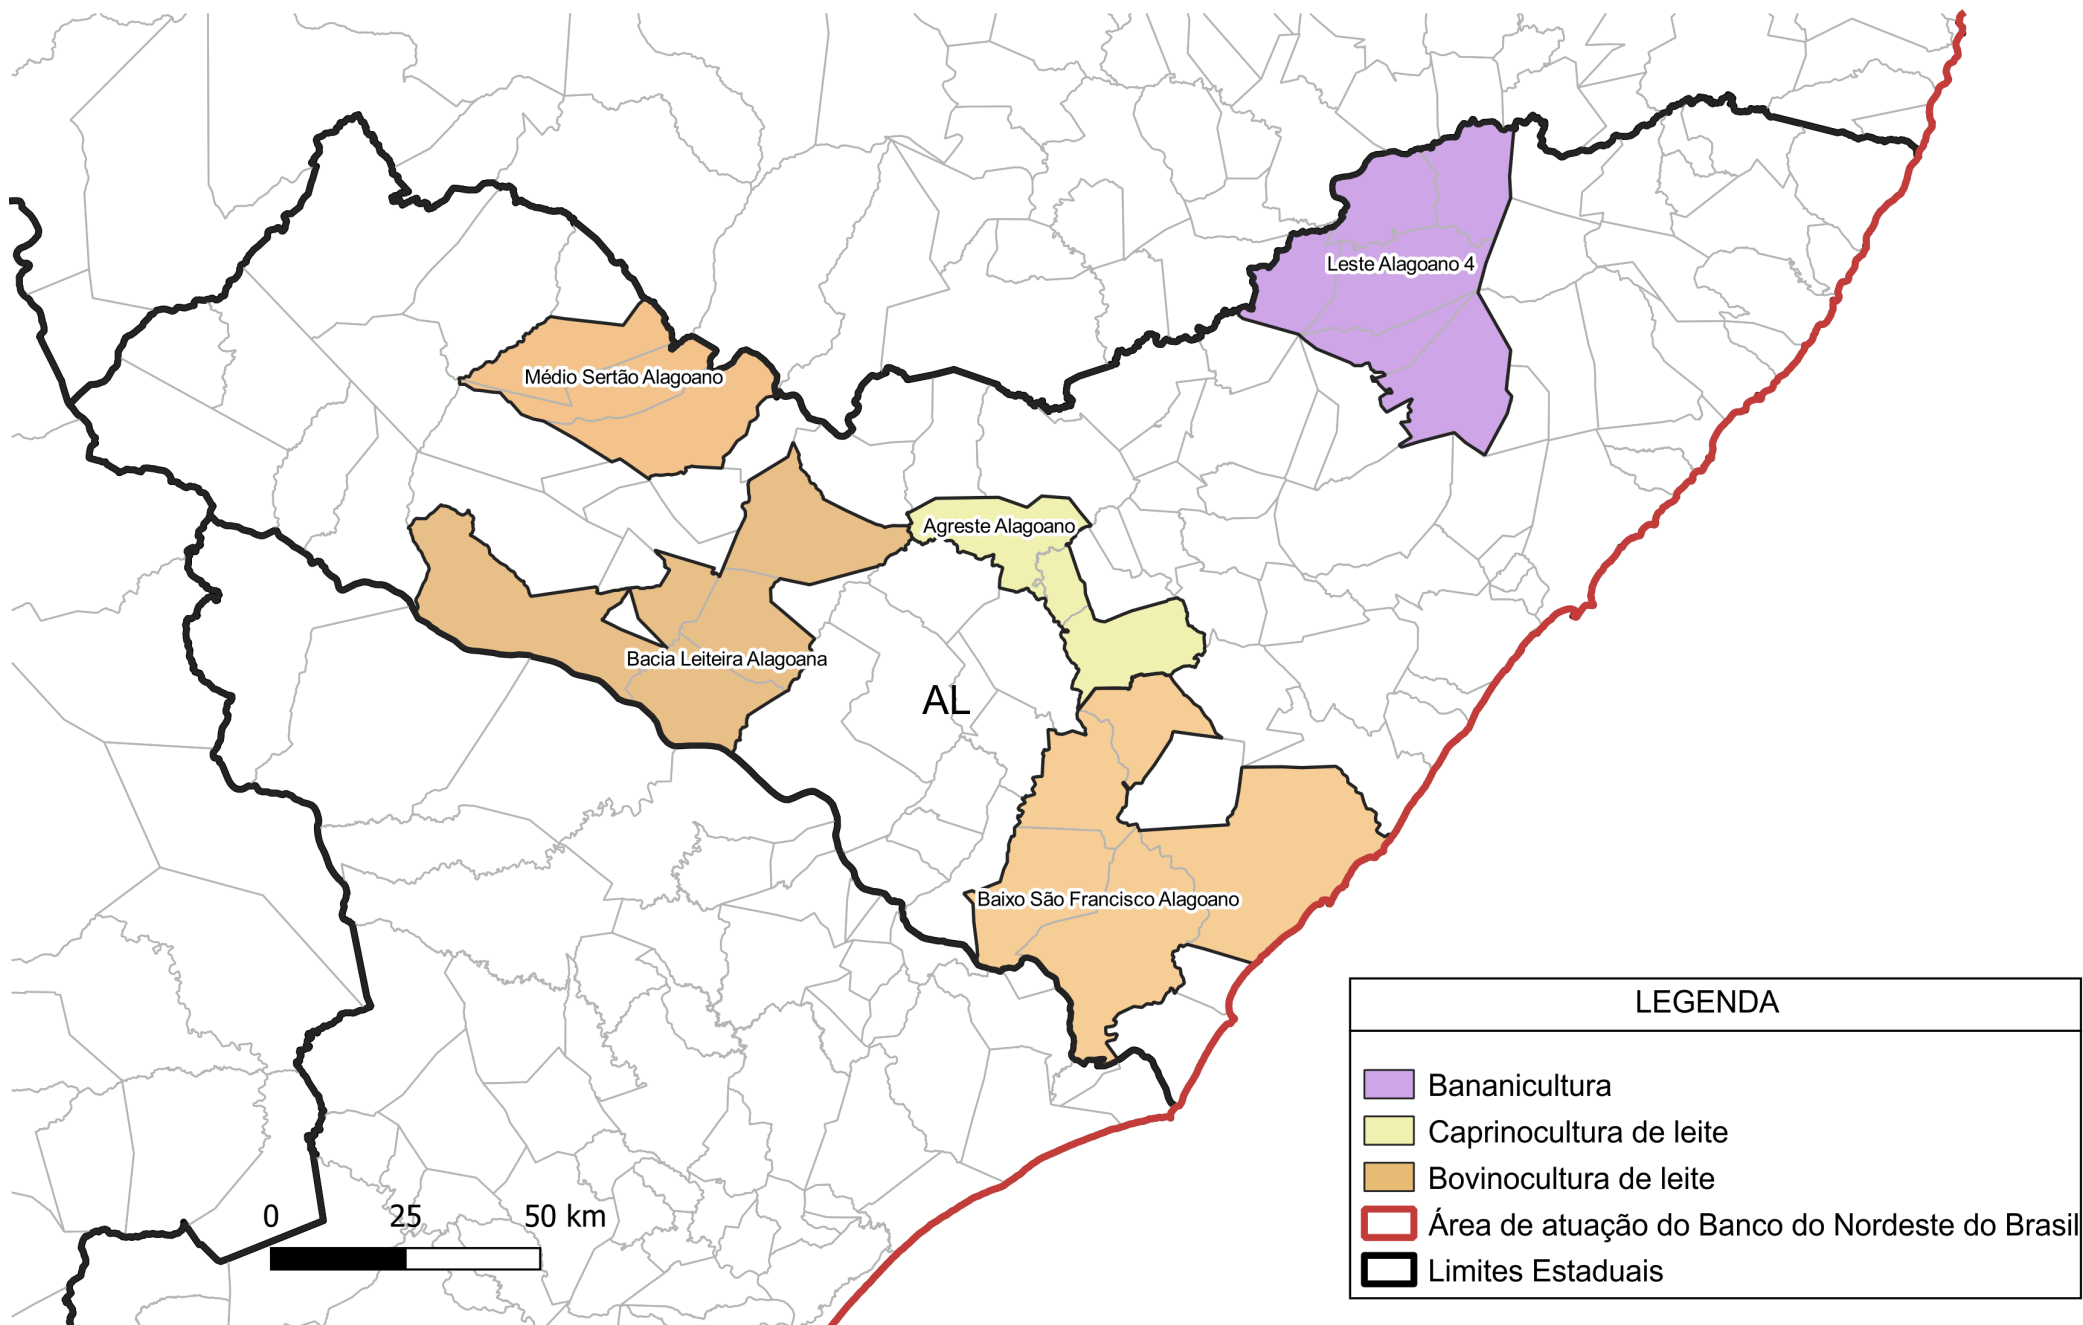 Leste Alagoano 4
Médio Sertão Alagoano
Agreste Alagoano
Bacia Leiteira Alagoana
AL
Baixo São Francisco Alagoano
LEGENDA
Bananicultura
Caprinocultura de leite
Bovinocultura de leite
Área de atuação do Banco do Nordeste do Brasil
Limites Estaduais
0 25 50 km